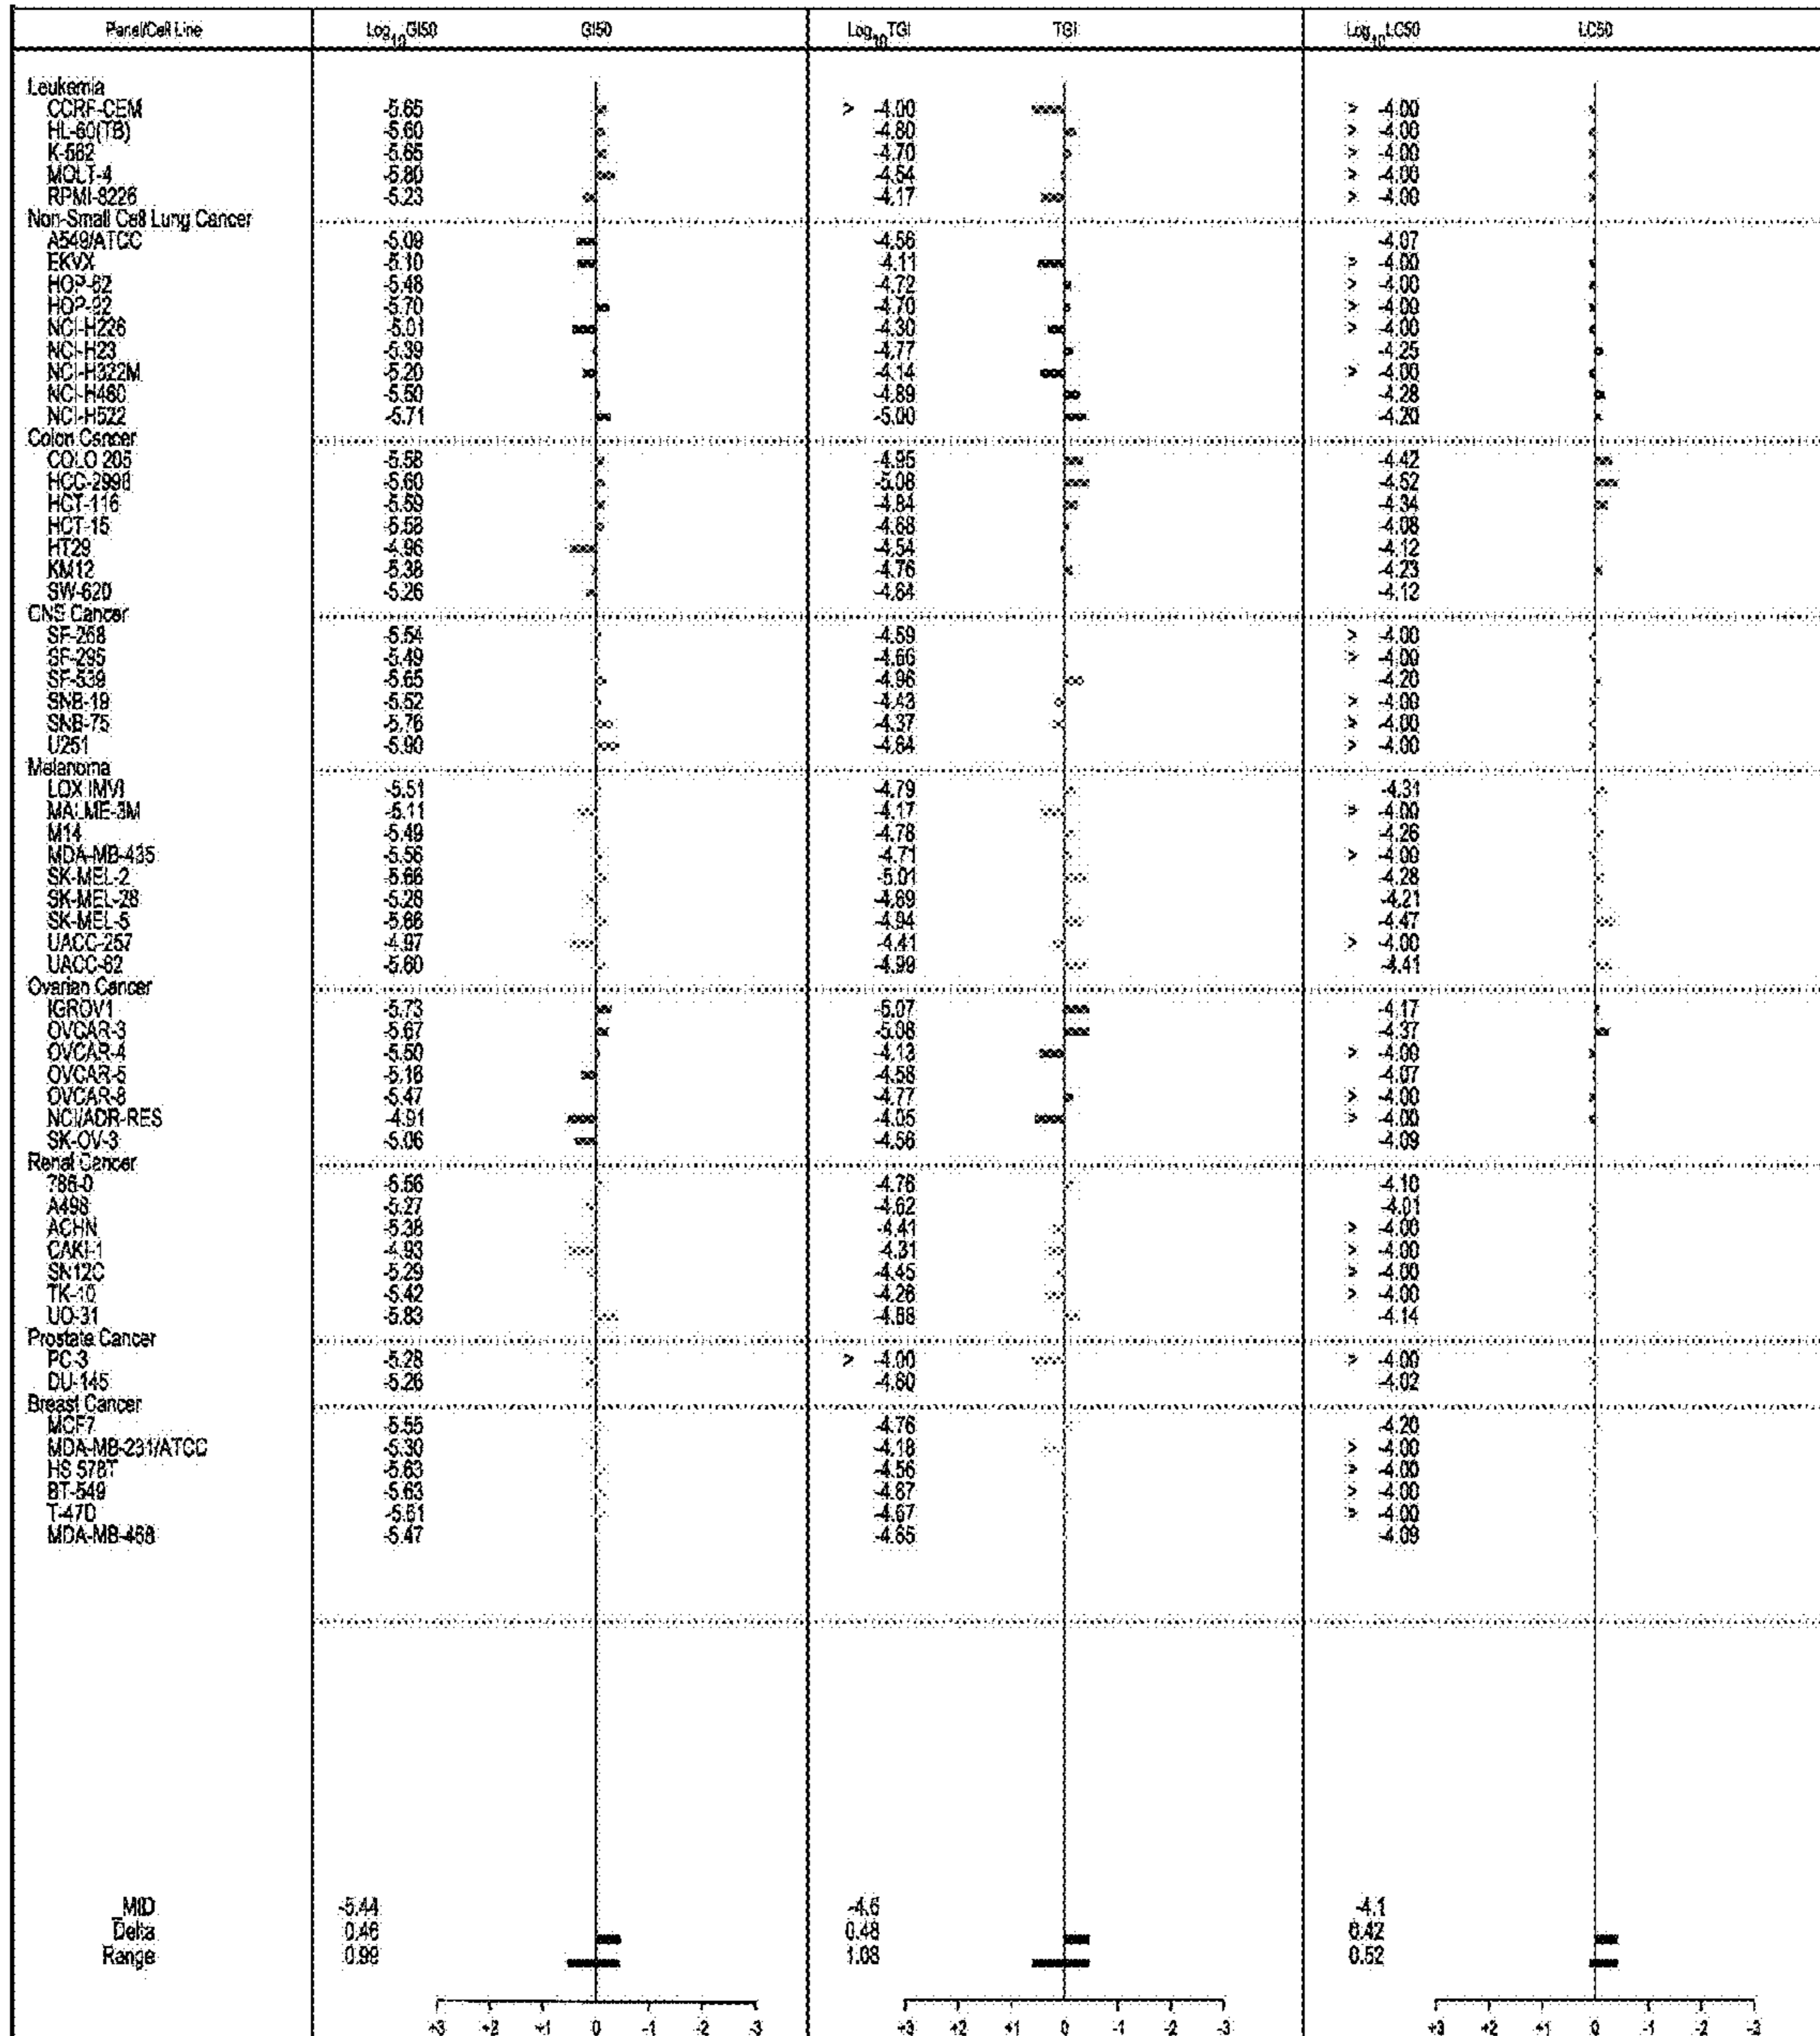 Panel/Cell Line Log10GI50 GI50 Log10TGI TGI Log10LC50 LC50
Leukemia
CCRF-CEM -5.65 > -4.00 > -4.00
HL-60(TB) -5.60 -4.80 > -4.00
K-562 -5.65 -4.70 > -4.00
MOLT-4 -5.80 -4.54 > -4.00
RPMI-8226 -5.23 -4.17 > -4.00
Non-Small Cell Lung Cancer
A549/ATCC -5.09 -4.56 -4.07
EKVX -5.10 -4.11 > -4.00
HOP-62 -5.48 -4.72 > -4.00
HOP-92 -5.70 -4.70 > -4.00
NCI-H226 -5.01 -4.30 > -4.00
NCI-H23 -5.39 -4.77 -4.25
NCI-H322M -5.20 -4.14 > -4.00
NCI-H460 -5.50 -4.89 -4.28
NCI-H522 -5.71 -5.00 -4.20
Colon Cancer
COLO 205 -5.58 -4.95 -4.42
HCC-2998 -5.60 -5.08 -4.52
HCT-116 -5.59 -4.84 -4.34
HCT-15 -5.58 -4.68 -4.08
HT29 -4.96 -4.54 -4.12
KM12 -5.38 -4.76 -4.23
SW-620 -5.26 -4.64 -4.12
CNS Cancer
SF-268 -5.54 -4.59 > -4.00
SF-295 -5.49 -4.66 > -4.00
SF-539 -5.65 -4.96 -4.20
SNB-19 -5.52 -4.43 > -4.00
SNB-75 -5.76 -4.37 > -4.00
U251 -5.90 -4.64 > -4.00
Melanoma
LOX IMVI -5.51 -4.79 -4.31
MALME-3M -5.11 -4.17 > -4.00
M14 -5.49 -4.78 -4.26
MDA-MB-435 -5.56 -4.71 > -4.00
SK-MEL-2 -5.66 -5.01 -4.28
SK-MEL-28 -5.28 -4.69 -4.21
SK-MEL-5 -5.66 -4.94 -4.47
UACC-257 -4.97 -4.41 > -4.00
UACC-62 -5.60 -4.99 -4.41
Ovarian Cancer
IGROV1 -5.73 -5.07 -4.17
OVCAR-3 -5.67 -5.08 -4.37
OVCAR-4 -5.50 -4.13 > -4.00
OVCAR-5 -5.18 -4.58 -4.07
OVCAR-8 -5.47 -4.77 > -4.00
NCI/ADR-RES -4.91 -4.05 > -4.00
SK-OV-3 -5.06 -4.56 -4.09
Renal Cancer
786-0 -5.56 -4.76 -4.10
A498 -5.27 -4.62 -4.01
ACHN -5.38 -4.41 > -4.00
CAKI-1 -4.93 -4.31 > -4.00
SN12C -5.29 -4.45 > -4.00
TK-10 -5.42 -4.26 > -4.00
UO-31 -5.83 -4.88 -4.14
Prostate Cancer
PC-3 -5.28 > -4.00 > -4.00
DU-145 -5.26 -4.60 -4.02
Breast Cancer
MCF7 -5.55 -4.76 -4.20
MDA-MB-231/ATCC -5.30 -4.18 > -4.00
HS 578T -5.63 -4.56 > -4.00
BT-549 -5.63 -4.67 > -4.00
T-47D -5.61 -4.67 > -4.00
MDA-MB-468 -5.47 -4.65 -4.09
_MID -5.44 -4.6 -4.1
Delta 0.46 0.48 0.42
Range 0.99 1.08 0.52
+3 +2 +1 0 -1 -2 -3 +3 +2 +1 0 -1 -2 -3 +3 +2 +1 0 -1 -2 -3